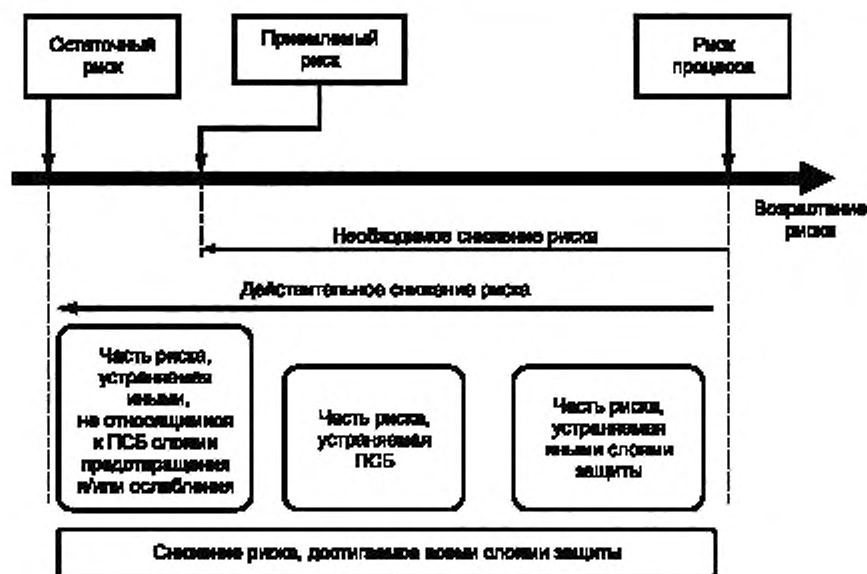 Остаточный
риск
Приемлемый
риск
Риск
процесса
Возрастание
риска
Необходимое снижение риска
Действительное снижение риска
Часть риска,
устраняемая
иными,
не относящимися
к ПСБ слоями
предотвращения
и/или ослабления
Часть риска,
устраняемая
ПСБ
Часть риска,
устраняемая
иными слоями
защиты
Снижение риска, достигаемое всеми слоями защиты